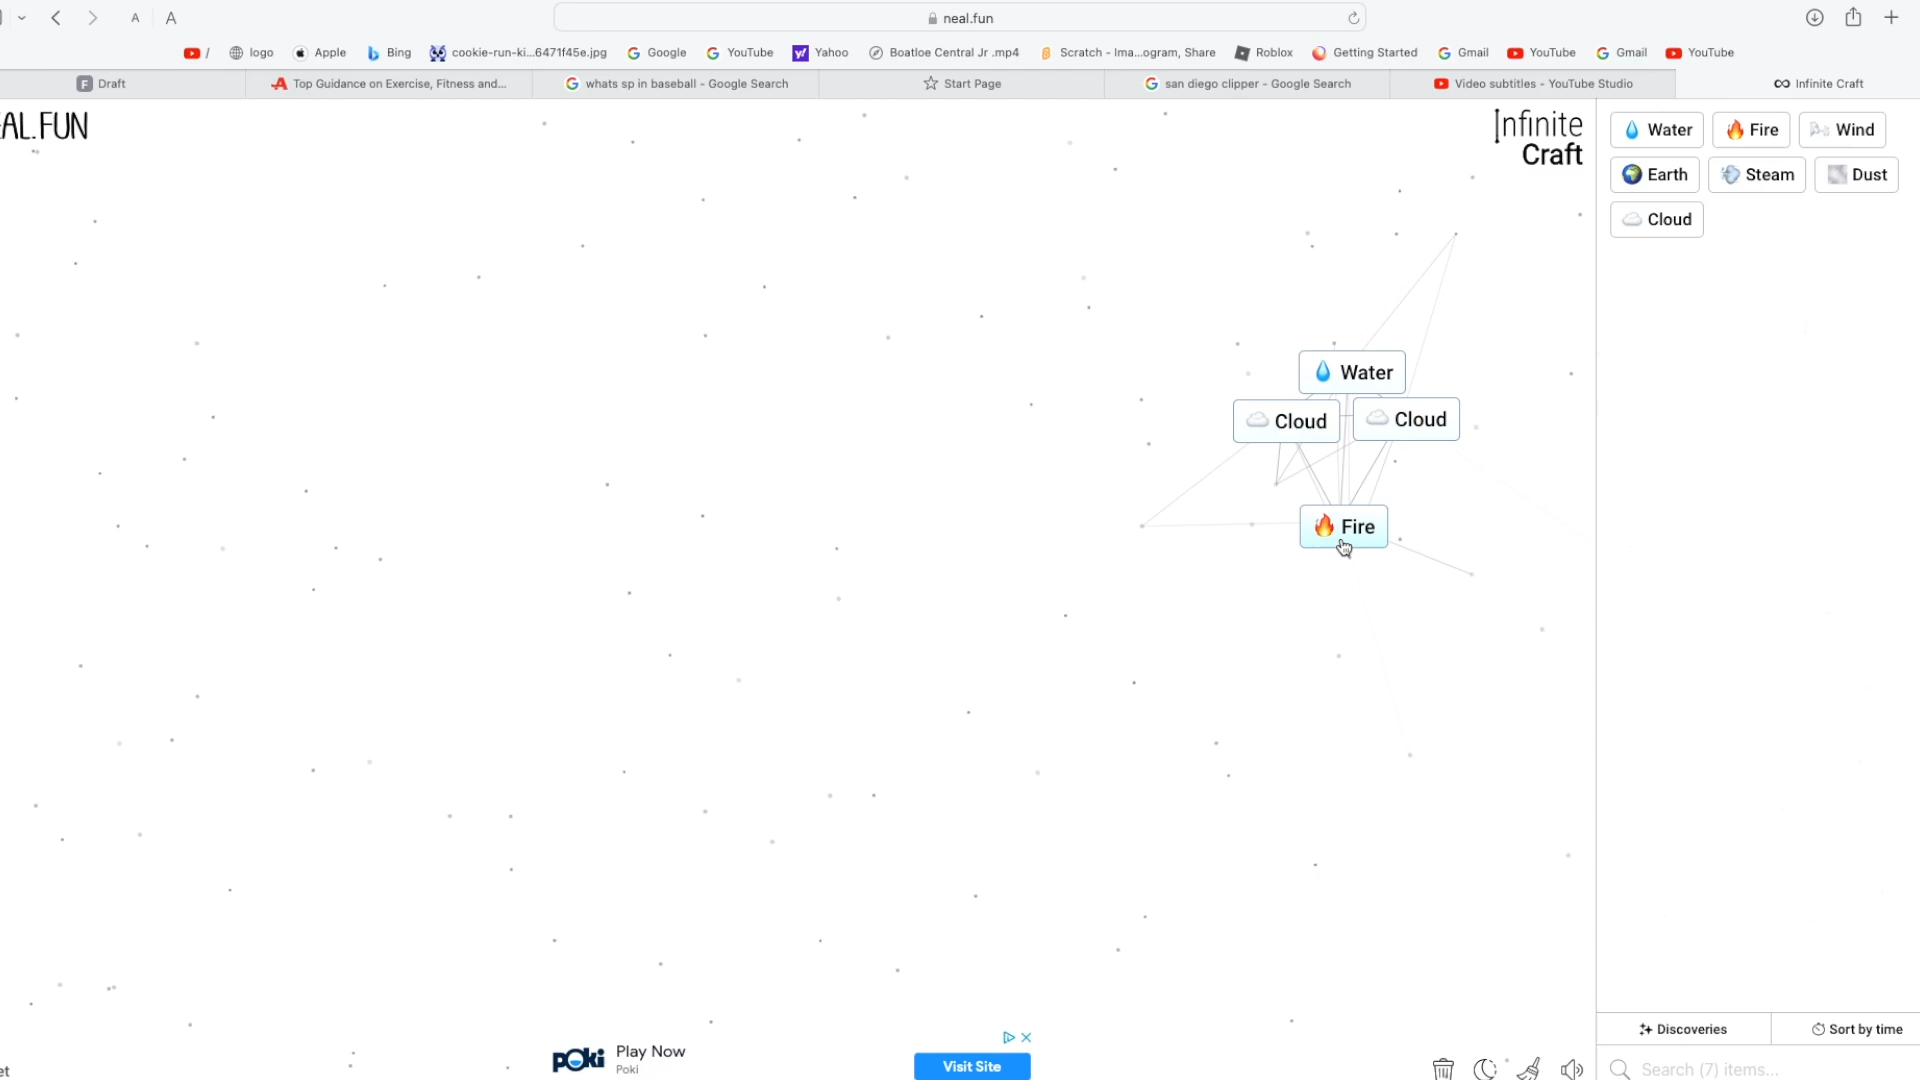 A A neal.fun
/ logo Apple Bing cookie-run-ki...6471f45e.jpg Google YouTube Yahoo Boatloe Central Jr .mp4 Scratch - Ima...ogram, Share Roblox Getting Started Gmail YouTube Gmail YouTube
Draft Top Guidance on Exercise, Fitness and... whats sp in baseball - Google Search Start Page san diego clipper - Google Search Video subtitles - YouTube Studio Infinite Craft
AL.FUN
Infinite
Craft
Water Fire Wind
Earth Steam Dust
Cloud
Water
Cloud Cloud
Fire
Discoveries Sort by time
poki Play Now
Poki
Visit Site
et
Search (7) items...